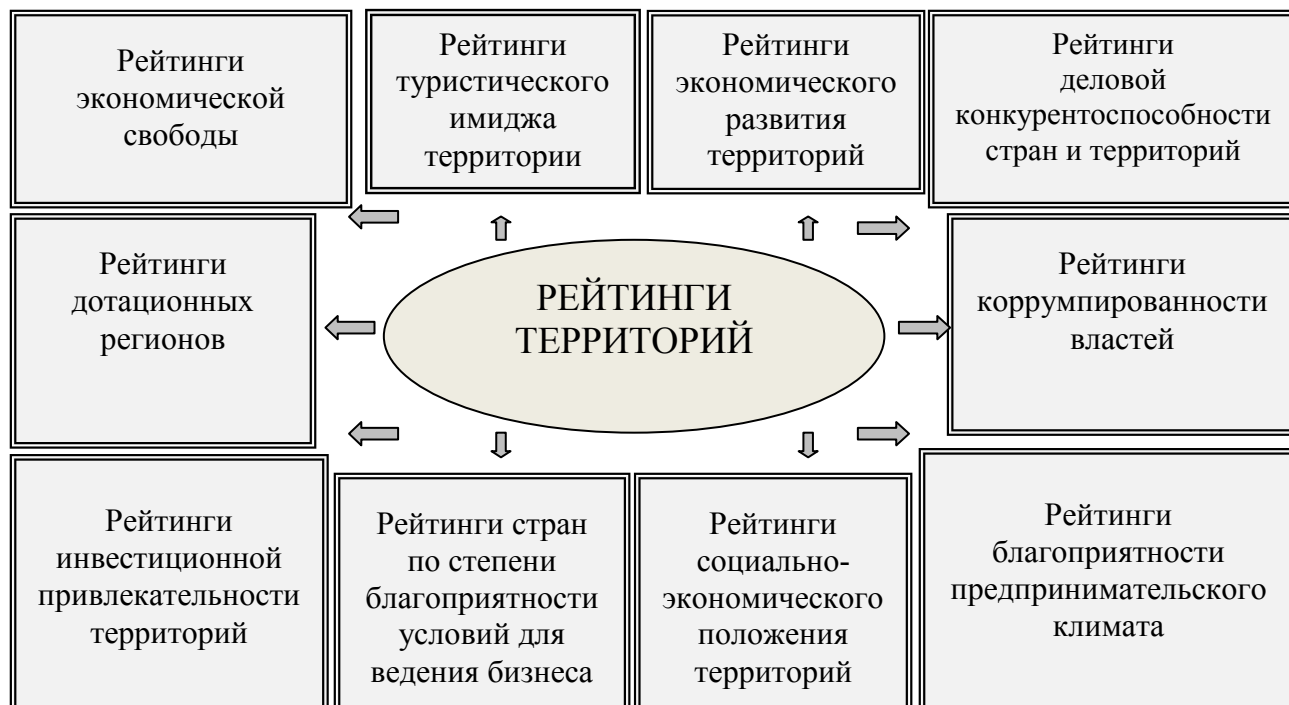 Рейтинги
экономической
свободы
Рейтинги
туристического
имиджа
территории
Рейтинги
экономического
развития
территорий
Рейтинги
деловой
конкурентоспособности
стран и территорий
Рейтинги
дотационных
регионов
РЕЙТИНГИ
ТЕРРИТОРИЙ
Рейтинги
коррумпированности
властей
Рейтинги
инвестиционной
привлекательности
территорий
Рейтинги стран
по степени
благоприятности
условий для
ведения бизнеса
Рейтинги
социально-
экономического
положения
территорий
Рейтинги
благоприятности
предпринимательского
климата